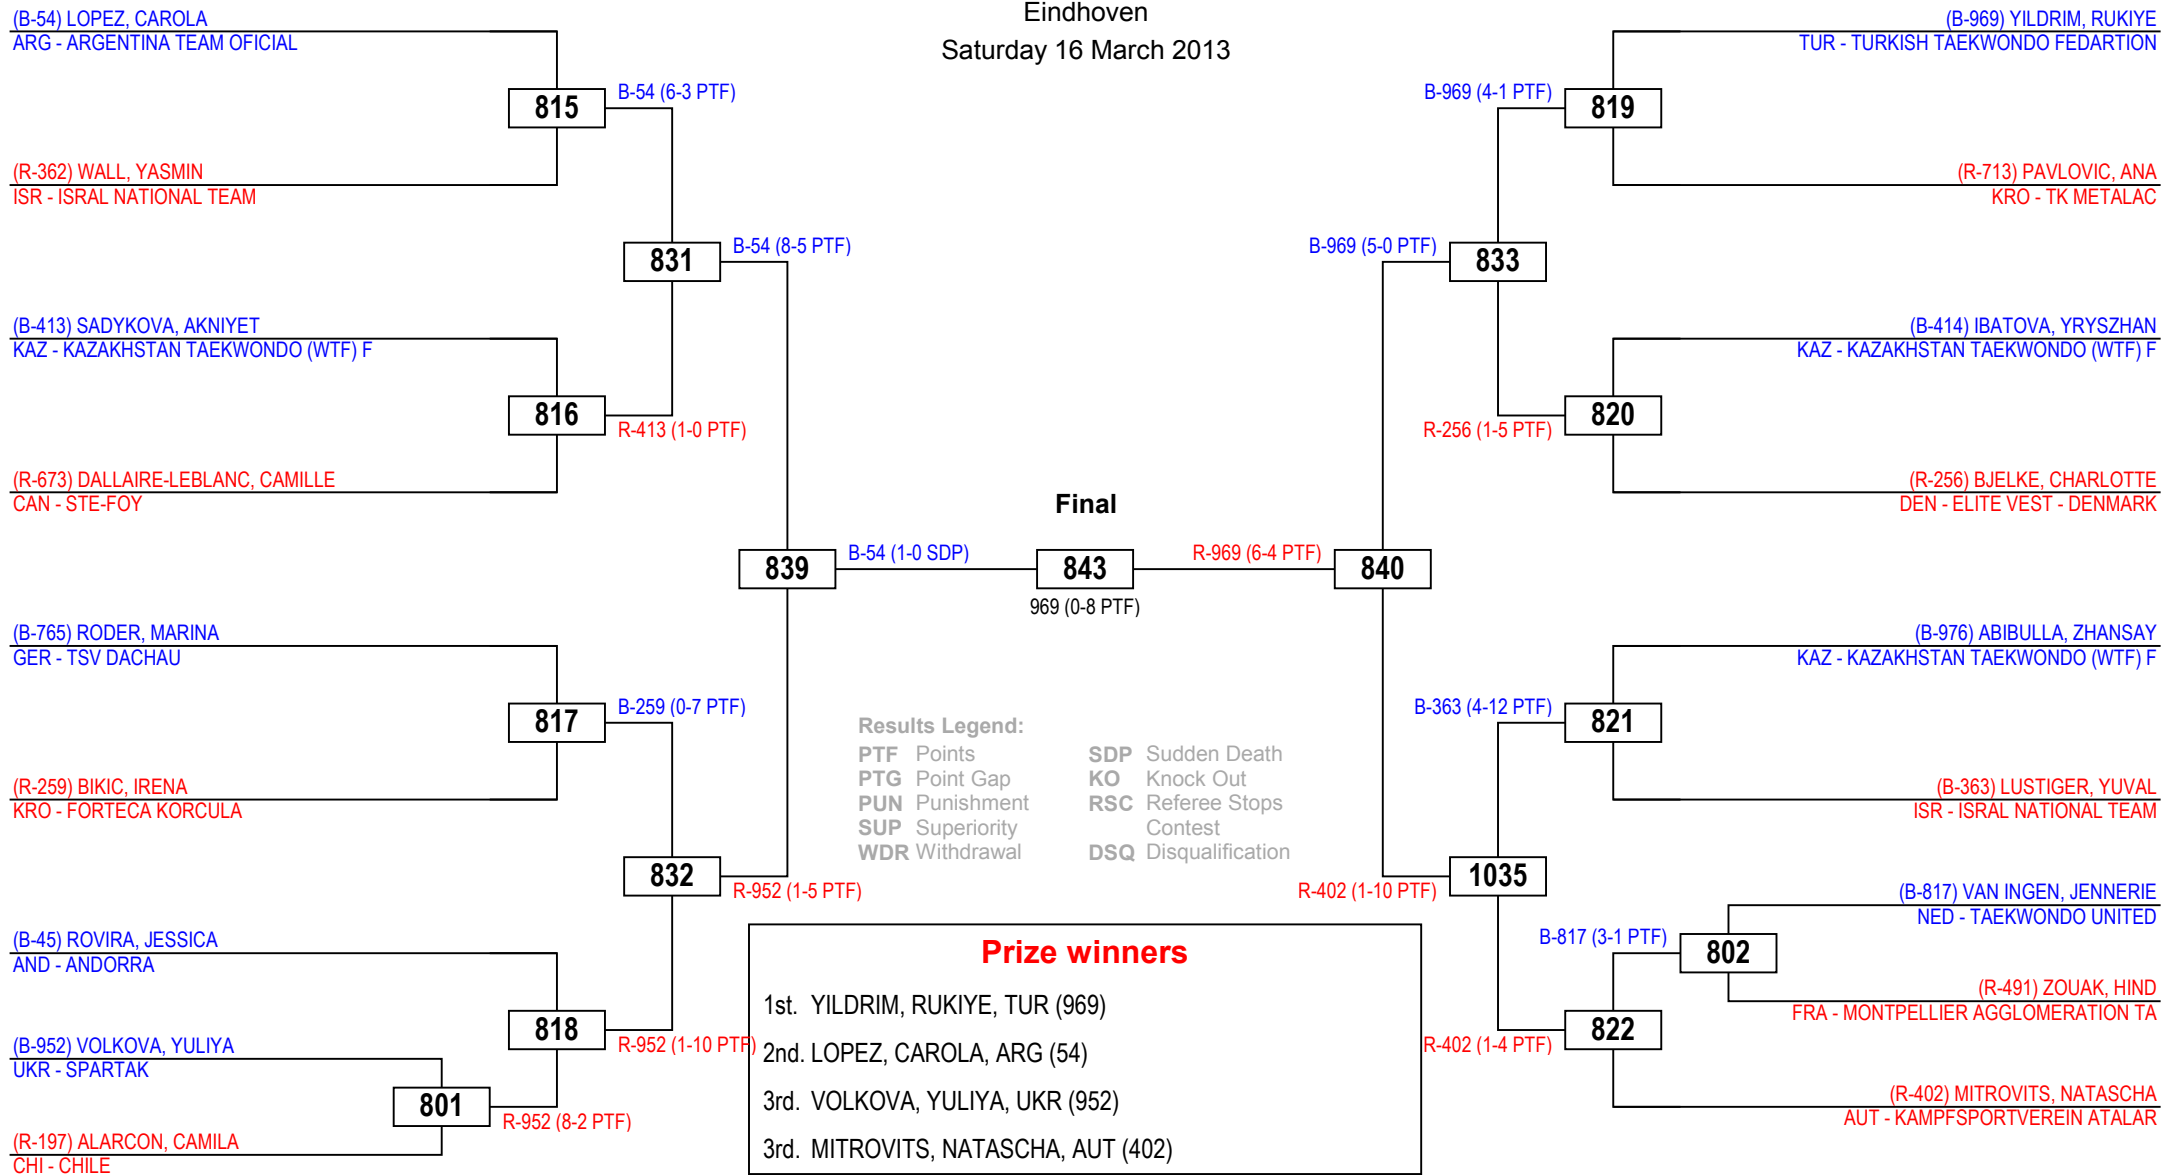 Eindhoven
Saturday 16 March 2013
(B-54) LOPEZ, CAROLA
ARG - ARGENTINA TEAM OFICIAL
815
B-54 (6-3 PTF)
(R-362) WALL, YASMIN
ISR - ISRAL NATIONAL TEAM
831
B-54 (8-5 PTF)
(B-413) SADYKOVA, AKNIYET
KAZ - KAZAKHSTAN TAEKWONDO (WTF) F
816
R-413 (1-0 PTF)
(R-673) DALLAIRE-LEBLANC, CAMILLE
CAN - STE-FOY
839
B-54 (1-0 SDP)
(B-765) RODER, MARINA
GER - TSV DACHAU
817
B-259 (0-7 PTF)
(R-259) BIKIC, IRENA
KRO - FORTECA KORCULA
832
R-952 (1-5 PTF)
(B-45) ROVIRA, JESSICA
AND - ANDORRA
818
R-952 (1-10 PTF)
(B-952) VOLKOVA, YULIYA
UKR - SPARTAK
801
R-952 (8-2 PTF)
(R-197) ALARCON, CAMILA
CHI - CHILE
Final
843
969 (0-8 PTF)
(B-969) YILDRIM, RUKIYE
TUR - TURKISH TAEKWONDO FEDARTION
B-969 (4-1 PTF)
819
(R-713) PAVLOVIC, ANA
KRO - TK METALAC
B-969 (5-0 PTF)
833
(B-414) IBATOVA, YRYSZHAN
KAZ - KAZAKHSTAN TAEKWONDO (WTF) F
820
R-256 (1-5 PTF)
(R-256) BJELKE, CHARLOTTE
DEN - ELITE VEST - DENMARK
R-969 (6-4 PTF)
840
(B-976) ABIBULLA, ZHANSAY
KAZ - KAZAKHSTAN TAEKWONDO (WTF) F
B-363 (4-12 PTF)
821
(B-363) LUSTIGER, YUVAL
ISR - ISRAL NATIONAL TEAM
1035
R-402 (1-10 PTF)
(B-817) VAN INGEN, JENNERIE
NED - TAEKWONDO UNITED
B-817 (3-1 PTF)
802
(R-491) ZOUAK, HIND
FRA - MONTPELLIER AGGLOMERATION TA
822
R-402 (1-4 PTF)
(R-402) MITROVITS, NATASCHA
AUT - KAMPFSPORTVEREIN ATALAR
Results Legend:
PTF Points SDP Sudden Death
PTG Point Gap KO Knock Out
PUN Punishment RSC Referee Stops
SUP Superiority Contest
WDR Withdrawal DSQ Disqualification
Prize winners
1st. YILDRIM, RUKIYE, TUR (969)
2nd. LOPEZ, CAROLA, ARG (54)
3rd. VOLKOVA, YULIYA, UKR (952)
3rd. MITROVITS, NATASCHA, AUT (402)